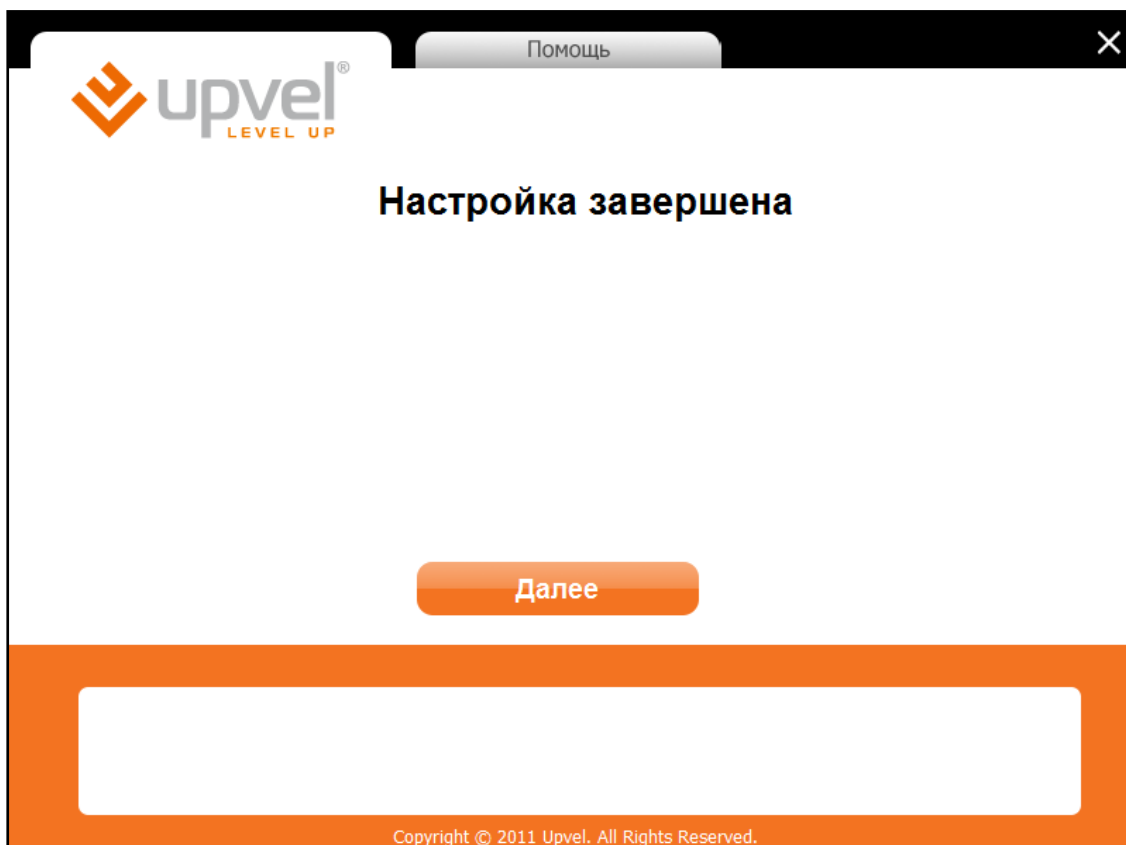 Помощь
upvel®
LEVEL UP
Настройка завершена
Далее
Copyright © 2011 Upvel. All Rights Reserved.